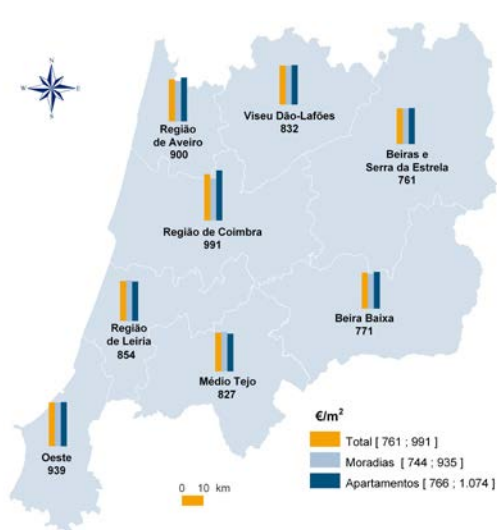 N
W E
S
Viseu Dão-Lafões
832
Região
de Aveiro
900
Beiras e
Serra da Estrela
761
Região de Coimbra
991
Beira Baixa
771
Região
de Leiria
854
Médio Tejo
827
Oeste
939
€/m²
Total [ 761 ; 991 ]
Moradias [ 744 ; 935 ]
Apartamentos [ 766 ; 1.074 ]
0 10 km